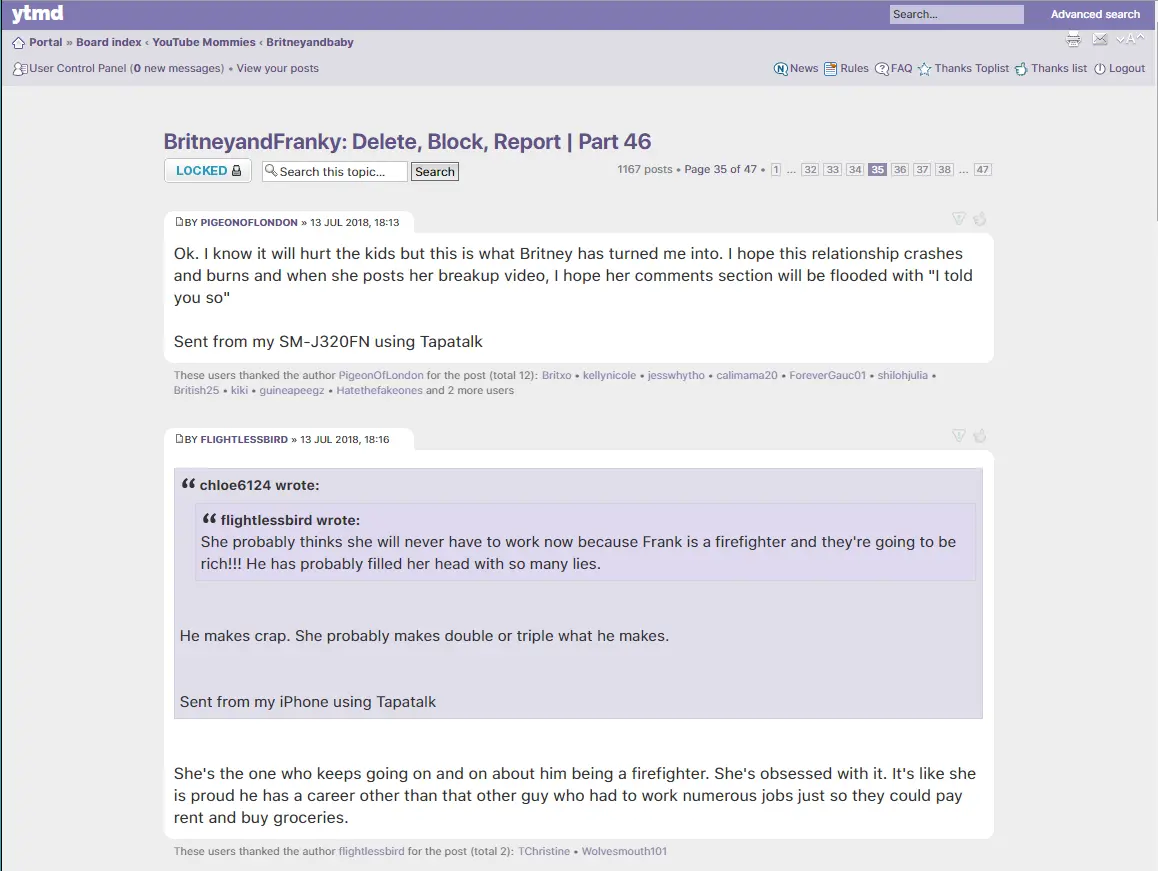 ytmd
Search...
Advanced search
Portal » Board index ‹ YouTube Mommies ‹ Britneyandbaby
User Control Panel (0 new messages) • View your posts
News Rules FAQ Thanks Toplist Thanks list Logout
BritneyandFranky: Delete, Block, Report | Part 46
LOCKED Search this topic... Search
1167 posts • Page 35 of 47 • 1 ... 32 33 34 35 36 37 38 ... 47
BY PIGEONOFLONDON » 13 JUL 2018, 18:13
Ok. I know it will hurt the kids but this is what Britney has turned me into. I hope this relationship crashes
and burns and when she posts her breakup video, I hope her comments section will be flooded with "I told
you so"
Sent from my SM-J320FN using Tapatalk
These users thanked the author PigeonOfLondon for the post (total 12): Britxo • kellynicole • jesswhytho • calimama20 • ForeverGauc01 • shilohjulia •
British25 • kiki • guineapeegz • Hatethefakeones and 2 more users
BY FLIGHTLESSBIRD » 13 JUL 2018, 18:16
chloe6124 wrote:
flightlessbird wrote:
She probably thinks she will never have to work now because Frank is a firefighter and they're going to be
rich!!! He has probably filled her head with so many lies.
He makes crap. She probably makes double or triple what he makes.
Sent from my iPhone using Tapatalk
She's the one who keeps going on and on about him being a firefighter. She's obsessed with it. It's like she
is proud he has a career other than that other guy who had to work numerous jobs just so they could pay
rent and buy groceries.
These users thanked the author flightlessbird for the post (total 2): TChristine • Wolvesmouth101